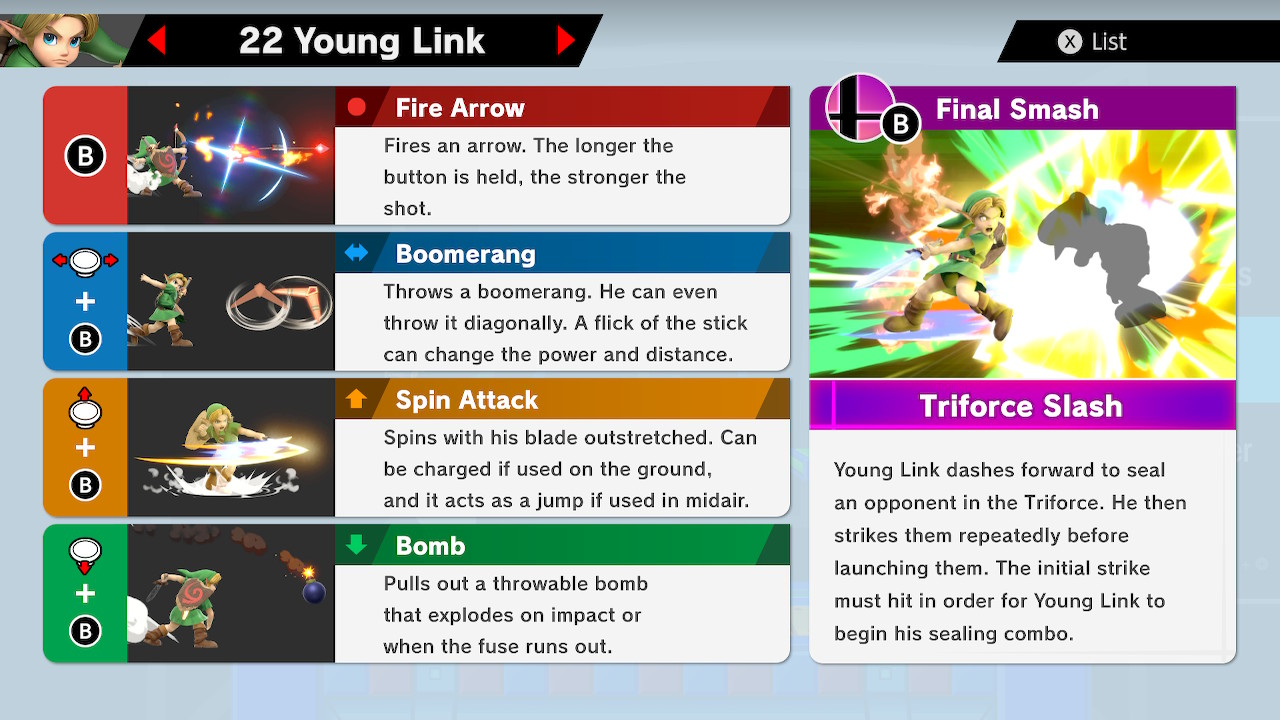 22 Young Link
X List
B
Fire Arrow
Fires an arrow. The longer the
button is held, the stronger the
shot.
+
B
Boomerang
Throws a boomerang. He can even
throw it diagonally. A flick of the stick
can change the power and distance.
+
B
Spin Attack
Spins with his blade outstretched. Can
be charged if used on the ground,
and it acts as a jump if used in midair.
+
B
Bomb
Pulls out a throwable bomb
that explodes on impact or
when the fuse runs out.
B
Final Smash
Triforce Slash
Young Link dashes forward to seal
an opponent in the Triforce. He then
strikes them repeatedly before
launching them. The initial strike
must hit in order for Young Link to
begin his sealing combo.